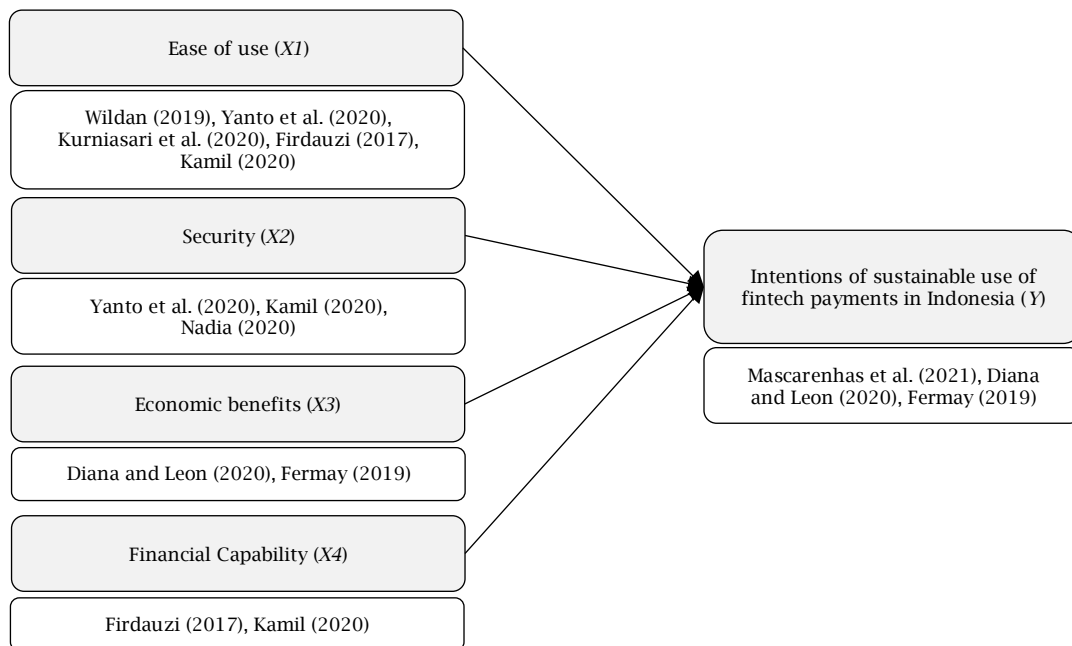 Ease of use (X1)
Wildan (2019), Yanto et al. (2020),
Kurniasari et al. (2020), Firdauzi (2017),
Kamil (2020)
Security (X2)
Yanto et al. (2020), Kamil (2020),
Nadia (2020)
Economic benefits (X3)
Diana and Leon (2020), Fermay (2019)
Financial Capability (X4)
Firdauzi (2017), Kamil (2020)
Intentions of sustainable use of
fintech payments in Indonesia (Y)
Mascarenhas et al. (2021), Diana
and Leon (2020), Fermay (2019)